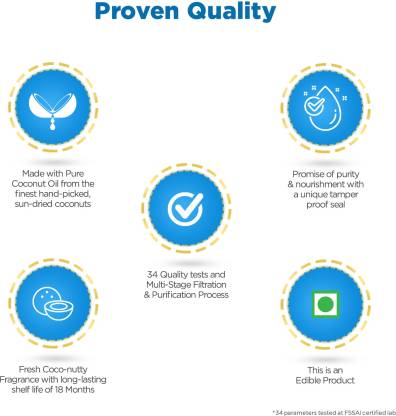 Proven Quality
Made with Pure
Coconut Oil from the
finest hand-picked,
sun-dried coconuts
Promise of purity
& nourishment with
a unique tamper
proof seal
34 Quality tests and
Multi-Stage Filtration
& Purification Process
Fresh Coco-nutty
Fragrance with long-lasting
shelf life of 18 Months
This is an
Edible Product
*34 perameters tested at FSSAI certified lab